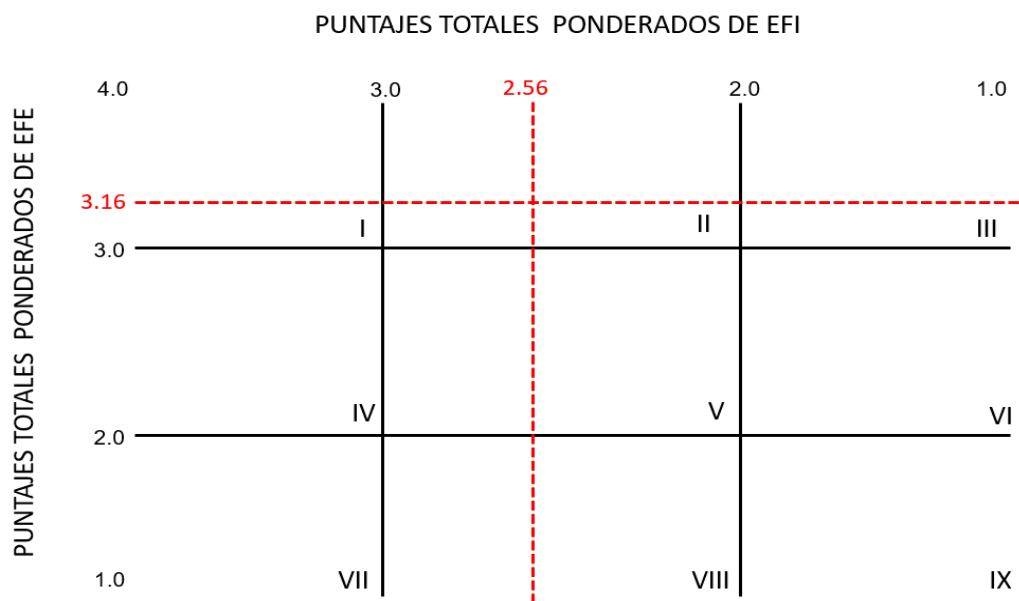 PUNTAJES TOTALES PONDERADOS DE EFI
4.0 3.0 2.56 2.0 1.0
PUNTAJES TOTALES PONDERADOS DE EFE
3.16
I II III
3.0
IV V VI
2.0
1.0 VII VIII IX